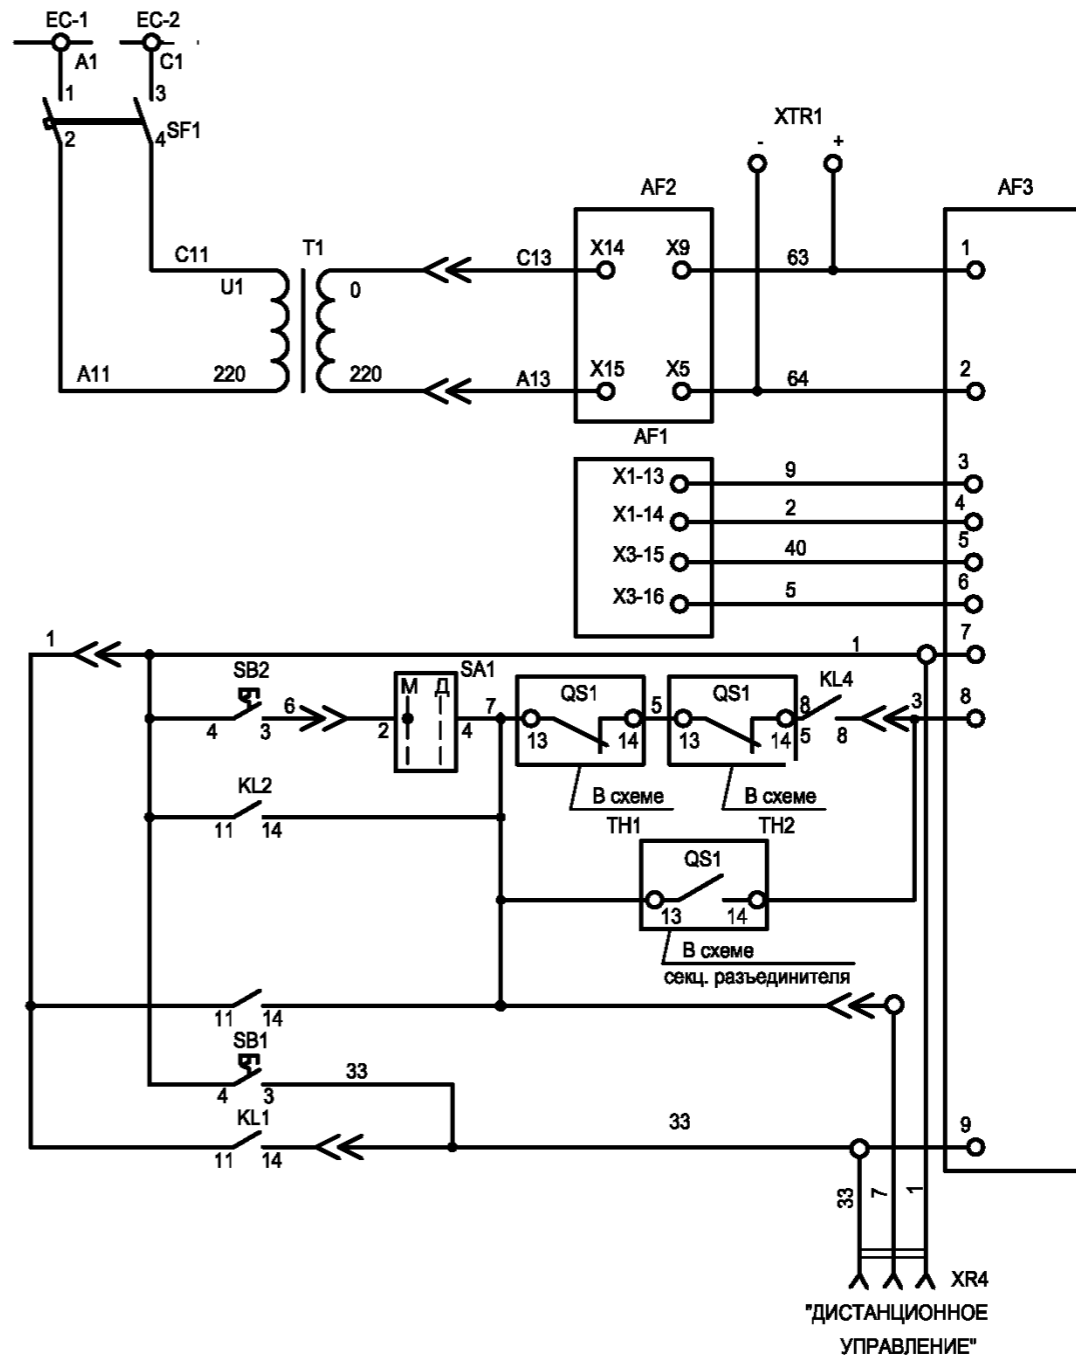 EC-1 EC-2
A1 C1
1 3
2 4 SF1
XTR1
- +
AF2 AF3
C11 T1 C13 X14 X9 63 1
U1 0
A11 220 220 A13 X15 X5 64 2
AF1
X1-13 9 3
X1-14 2 4
X3-15 40 5
X3-16 5 6
1 1 7
SB2 SA1 QS1 QS1 KL4
М Д
4 3 6 2 4 7 13 14 5 13 14 8 5 8 3 8
В схеме В схеме
ТН1 ТН2
KL2
11 14
QS1
13 14
В схеме
секц. разъединителя
11 14
SB1
4 3 33
KL1
11 14 33 9
33 7 1
XR4
"ДИСТАНЦИОННОЕ
УПРАВЛЕНИЕ"